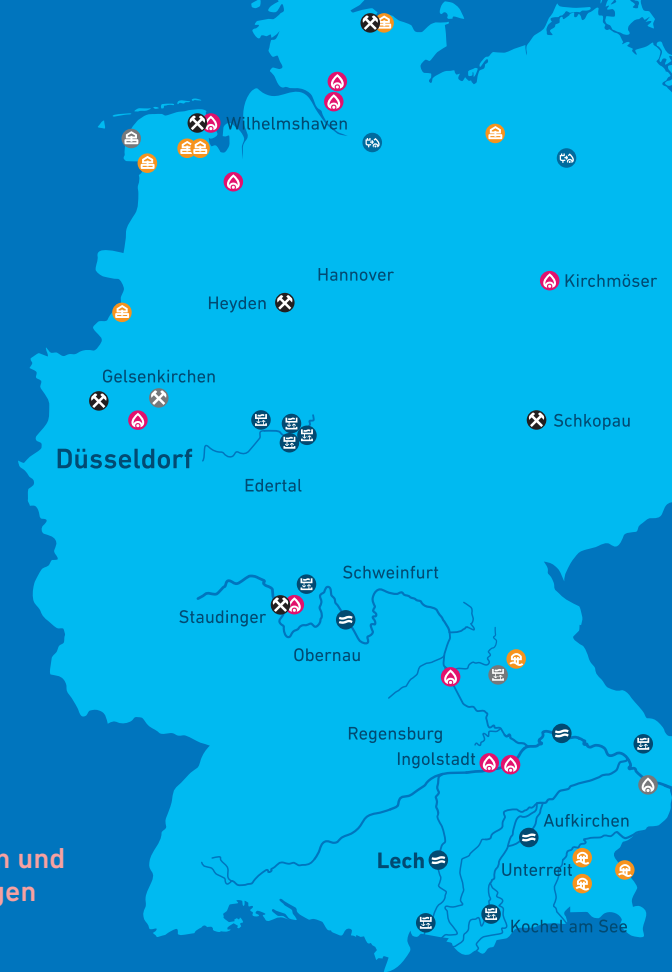 Wilhelmshaven
Hannover
Kirchmöser
Heyden
Gelsenkirchen
Schkopau
Düsseldorf
Edertal
Schweinfurt
Staudinger
Obernau
Regensburg
Ingolstadt
Aufkirchen
Lech
Unterreit
Kochel am See
n und
gen